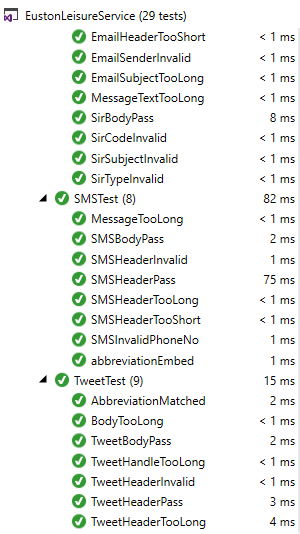 EustonLeisureService (29 tests)
EmailHeaderTooShort < 1 ms
EmailSenderInvalid < 1 ms
EmailSubjectTooLong < 1 ms
MessageTextTooLong < 1 ms
SirBodyPass 8 ms
SirCodeInvalid < 1 ms
SirSubjectInvalid < 1 ms
SirTypeInvalid < 1 ms
SMSTest (8) 82 ms
MessageTooLong < 1 ms
SMSBodyPass 2 ms
SMSHeaderInvalid 1 ms
SMSHeaderPass 75 ms
SMSHeaderTooLong < 1 ms
SMSHeaderTooShort < 1 ms
SMSInvalidPhoneNo 1 ms
abbreviationEmbed 1 ms
TweetTest (9) 15 ms
AbbreviationMatched 2 ms
BodyTooLong < 1 ms
TweetBodyPass 2 ms
TweetHandleTooLong < 1 ms
TweetHeaderInvalid < 1 ms
TweetHeaderPass 3 ms
TweetHeaderTooLong 4 ms